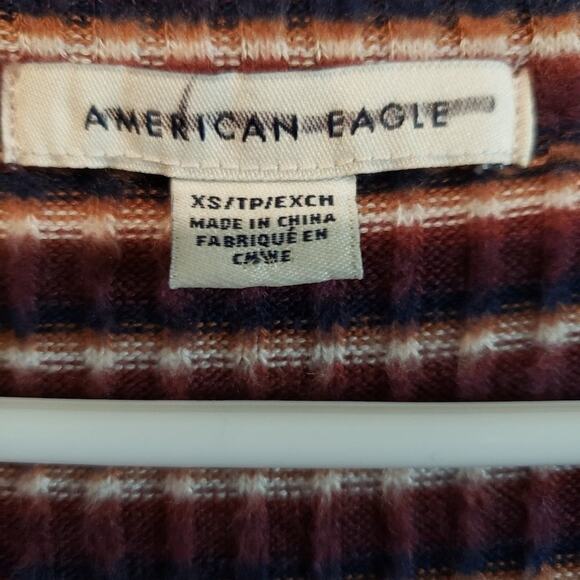 AMERICAN EAGLE
XS/TP/EXCH
MADE IN CHINA
FABRIQUÉ EN
CHINE